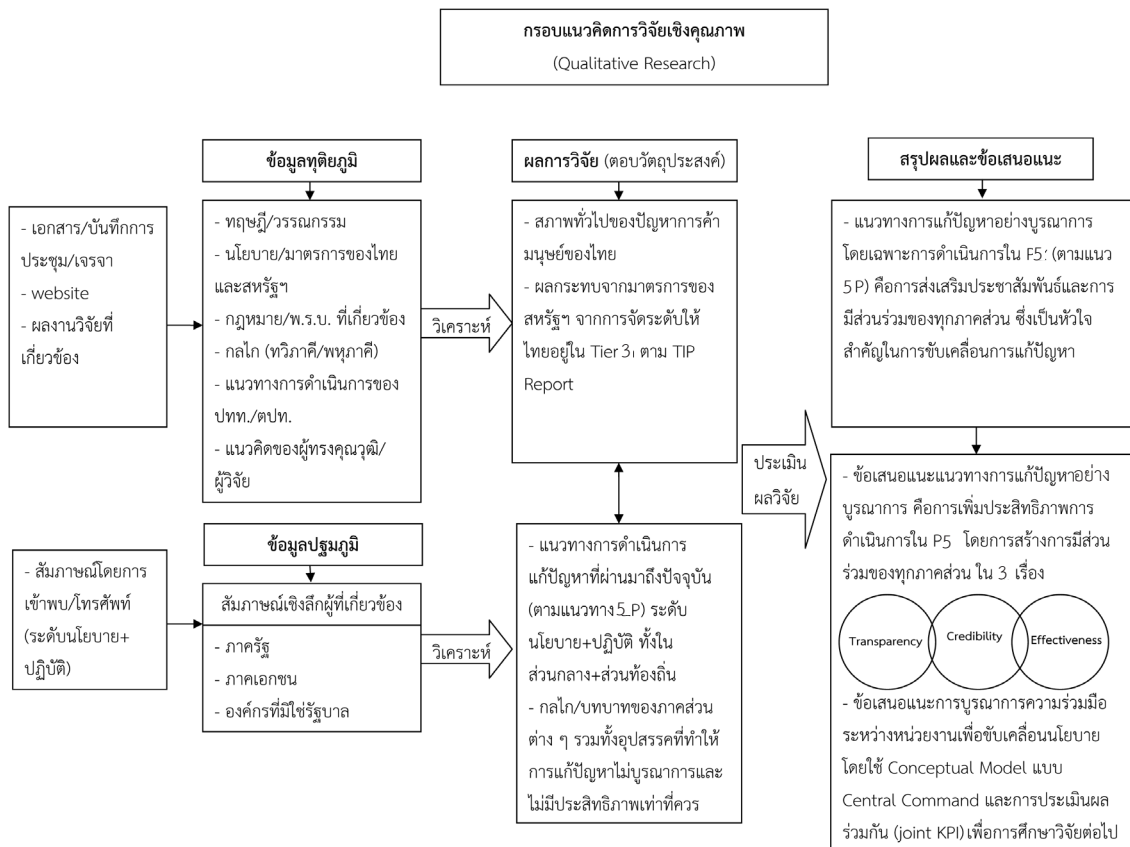 กรอบแนวคิดการวิจัยเชิงคุณภาพ
(Qualitative Research)
ข้อมูลทุติยภูมิ
ผลการวิจัย (ตอบวัตถุประสงค์)
สรุปผลและข้อเสนอแนะ
- เอกสาร/บันทึกการ
ประชุม/เจรจา
- website
- ผลงานวิจัยที่
เกี่ยวข้อง
- ทฤษฎี/วรรณกรรม
- นโยบาย/มาตรการของไทย
และสหรัฐฯ
- กฎหมาย/พ.ร.บ. ที่เกี่ยวข้อง
- กลไก (ทวิภาคี/พหุภาคี)
- แนวทางการดำเนินการของ
ปทท./ตปท.
- แนวคิดของผู้ทรงคุณวุฒิ/
ผู้วิจัย
วิเคราะห์
- สภาพทั่วไปของปัญหาการค้า
มนุษย์ของไทย
- ผลกระทบจากมาตรการของ
สหรัฐฯ จากการจัดระดับให้
ไทยอยู่ใน Tier 3 ตาม TIP
Report
- แนวทางการแก้ปัญหาอย่างบูรณาการ
โดยเฉพาะการดำเนินการใน (ตามแนว
5 P) คือการส่งเสริมประชาสัมพันธ์และการ
มีส่วนร่วมของทุกภาคส่วน ซึ่งเป็นหัวใจ
สำคัญในการขับเคลื่อนการแก้ปัญหา
ประเมิน
ผลวิจัย
ข้อมูลปฐมภูมิ
- สัมภาษณ์โดยการ
เข้าพบ/โทรศัพท์
(ระดับนโยบาย+
ปฏิบัติ)
สัมภาษณ์เชิงลึกผู้ที่เกี่ยวข้อง
- ภาครัฐ
- ภาคเอกชน
- องค์กรที่มิใช่รัฐบาล
วิเคราะห์
- แนวทางการดำเนินการ
แก้ปัญหาที่ผ่านมาถึงปัจจุบัน
(ตามแนวทาง 5_P) ระดับ
นโยบาย+ปฏิบัติ ทั้งใน
ส่วนกลาง+ส่วนท้องถิ่น
- กลไก/บทบาทของภาคส่วน
ต่าง ๆ รวมทั้งอุปสรรคที่ทำให้
การแก้ปัญหาไม่บูรณาการและ
ไม่มีประสิทธิภาพเท่าที่ควร
- ข้อเสนอแนะแนวทางการแก้ปัญหาอย่าง
บูรณาการ คือการเพิ่มประสิทธิภาพการ
ดำเนินการใน P5 โดยการสร้างการมีส่วน
ร่วมของทุกภาคส่วน ใน 3 เรื่อง
Transparency
Credibility
Effectiveness
- ข้อเสนอแนะการบูรณาการความร่วมมือ
ระหว่างหน่วยงานเพื่อขับเคลื่อนนโยบาย
โดยใช้ Conceptual Model แบบ
Central Command และการประเมินผล
ร่วมกัน (joint KPI) เพื่อการศึกษาวิจัยต่อไป